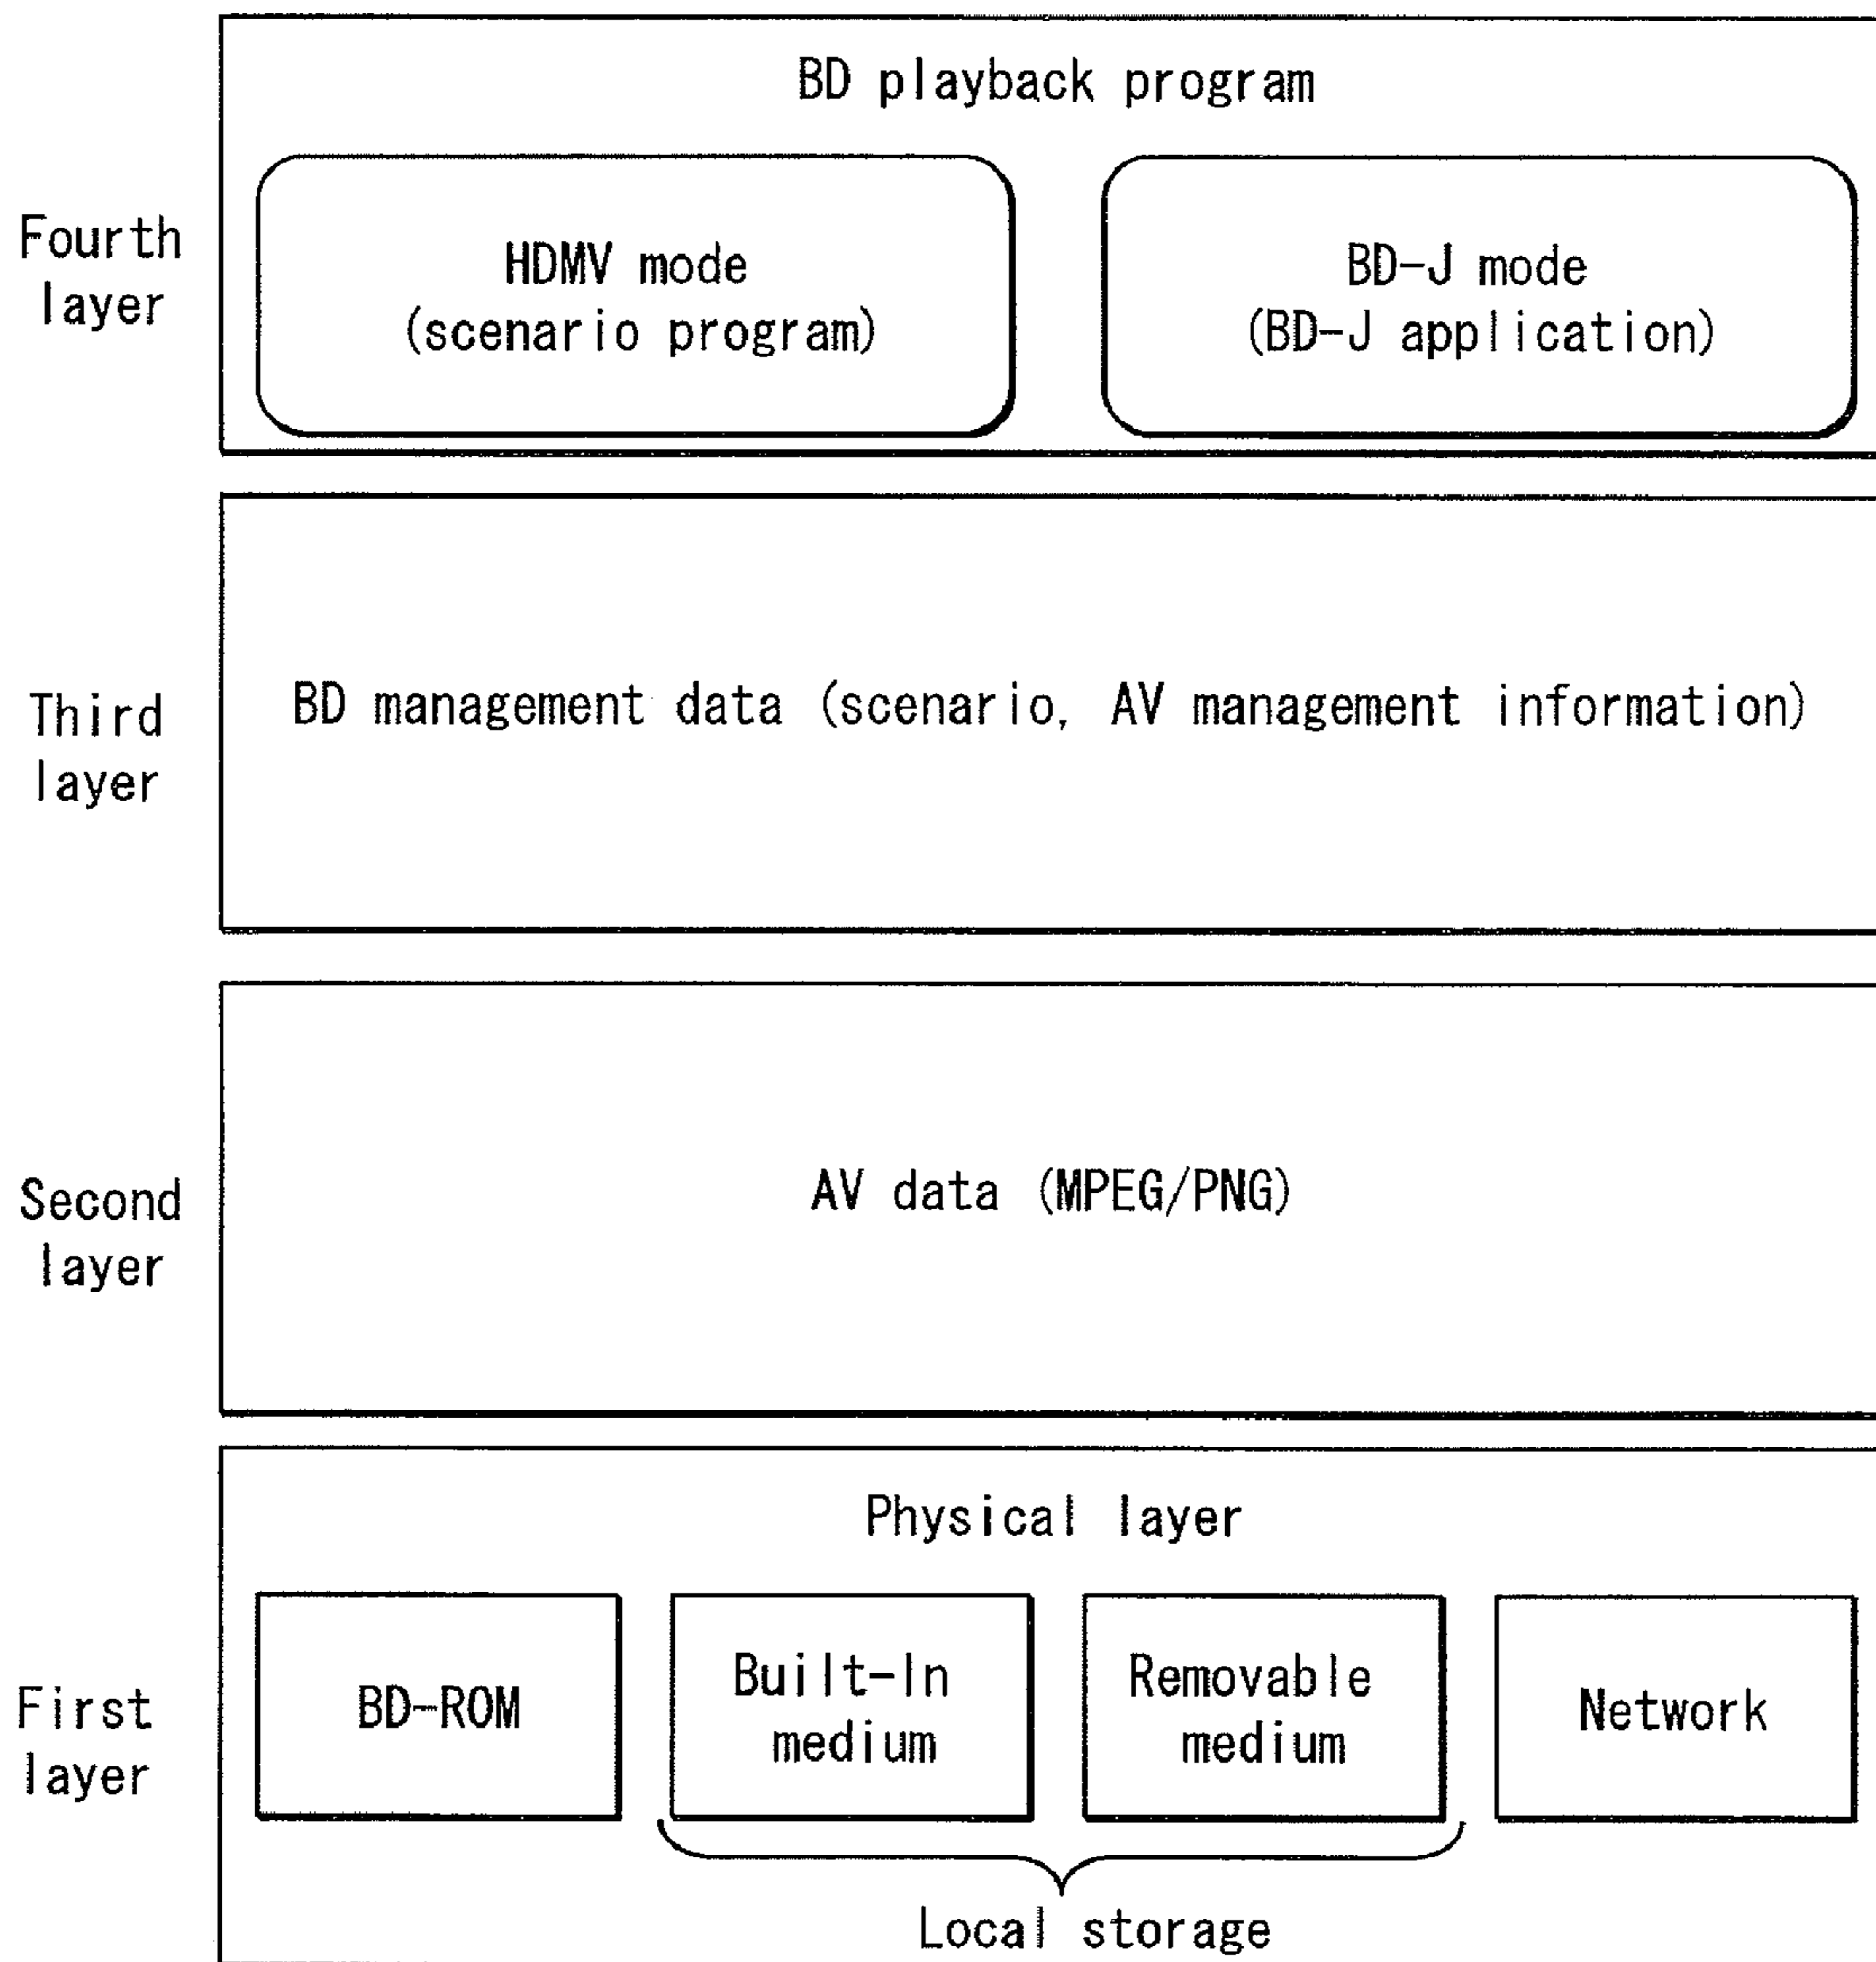 BD playback program
Fourth
layer
HDMV mode
(scenario program)
BD-J mode
(BD-J application)
Third
layer
BD management data (scenario, AV management information)
Second
layer
AV data (MPEG/PNG)
Physical layer
First
layer
BD-ROM
Built-In
medium
Removable
medium
Network
Local storage